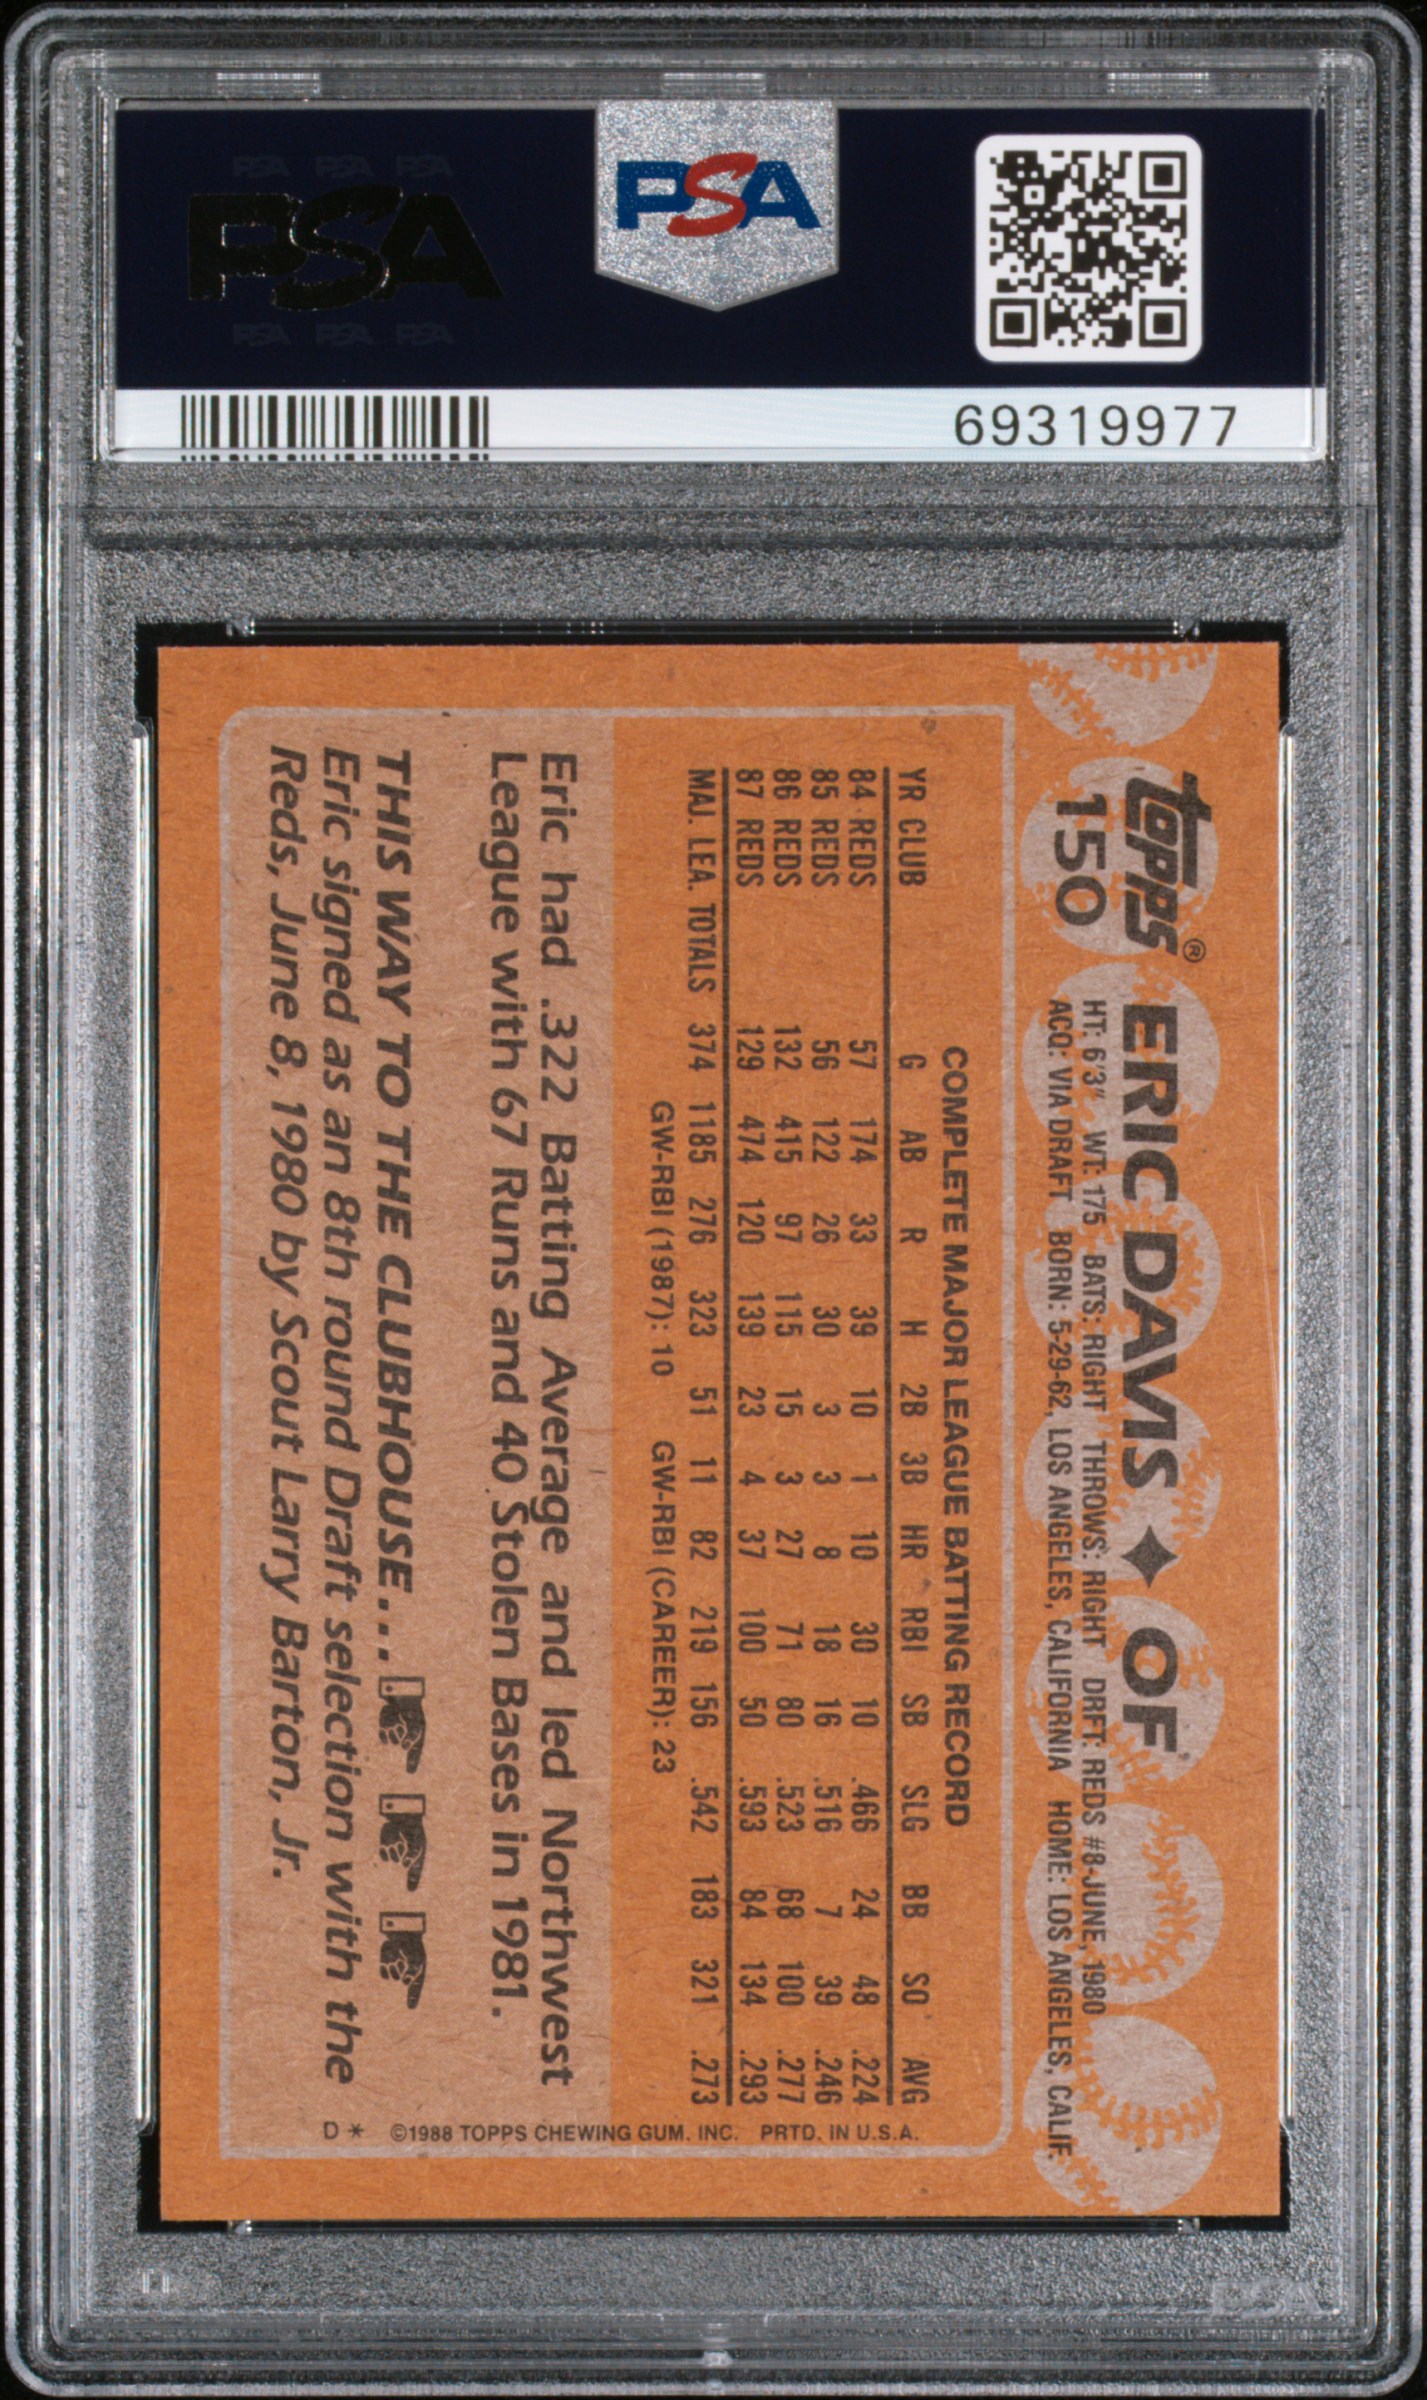 PSA PSA PSA
PSA
PSA PSA PSA
PSA
69319977
topps®
150
ERIC DAVIS ✦ OF
HT: 6'3" WT: 175 BATS: RIGHT THROWS: RIGHT DRFT: REDS #8-JUNE, 1980
ACQ: VIA DRAFT BORN: 5-29-62, LOS ANGELES, CALIFORNIA HOME: LOS ANGELES, CALIF.
COMPLETE MAJOR LEAGUE BATTING RECORD
YR CLUB G AB R H 2B 3B HR RBI SB SLG BB SO AVG
84 REDS 57 174 33 39 10 1 10 30 10 .466 24 48 .224
85 REDS 56 122 26 30 3 3 8 18 16 .516 7 39 .246
86 REDS 132 415 97 115 15 3 27 71 80 .523 68 100 .277
87 REDS 129 474 120 139 23 4 37 100 50 .593 84 134 .293
MAJ. LEA. TOTALS 374 1185 276 323 51 11 82 219 156 .542 183 321 .273
GW-RBI (1987): 10 GW-RBI (CAREER): 23
Eric had .322 Batting Average and led Northwest
League with 67 Runs and 40 Stolen Bases in 1981.
THIS WAY TO THE CLUBHOUSE...
Eric signed as an 8th round Draft selection with the
Reds, June 8, 1980 by Scout Larry Barton, Jr.
D * ©1988 TOPPS CHEWING GUM, INC. PRTD. IN U.S.A.
PSA